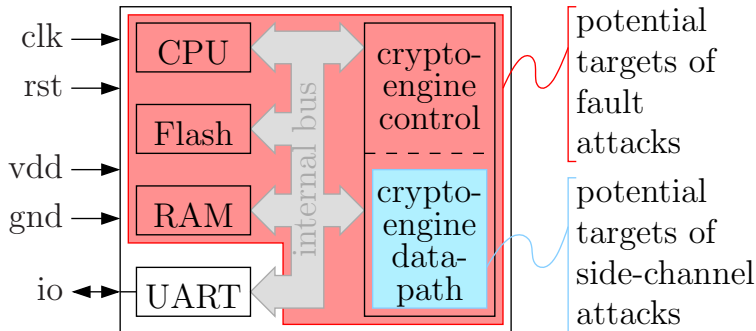 clk
rst
vdd
gnd
io
CPU
Flash
RAM
UART
internal bus
crypto-
engine
control
crypto-
engine
data-
path
potential
targets of
fault
attacks
potential
targets of
side-channel
attacks